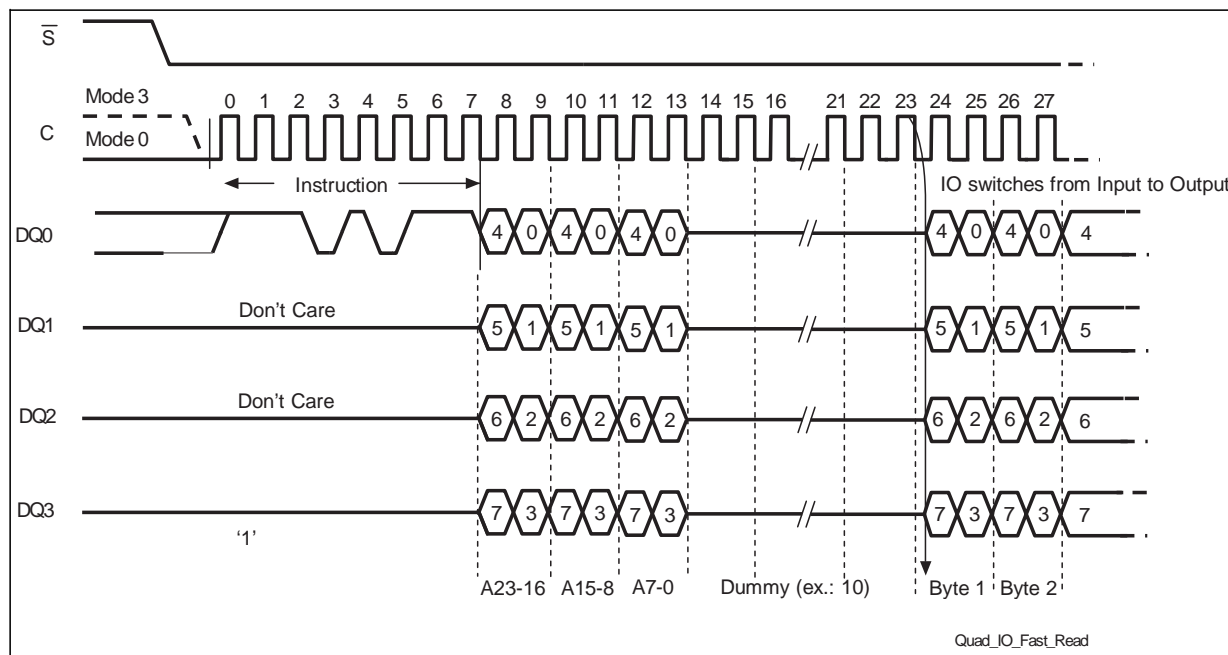 S
Mode 3
0 1 2 3 4 5 6 7 8 9 10 11 12 13 14 15 16 21 22 23 24 25 26 27
C
Mode 0
Instruction
IO switches from Input to Output
DQ0
4 0 4 0 4 0 4 0 4 0 4
Don't Care
DQ1
5 1 5 1 5 1 5 1 5 1 5
Don't Care
DQ2
6 2 6 2 6 2 6 2 6 2 6
DQ3
7 3 7 3 7 3 7 3 7 3 7
‘1’
A23-16 A15-8 A7-0 Dummy (ex.: 10) Byte 1 Byte 2
Quad_IO_Fast_Read